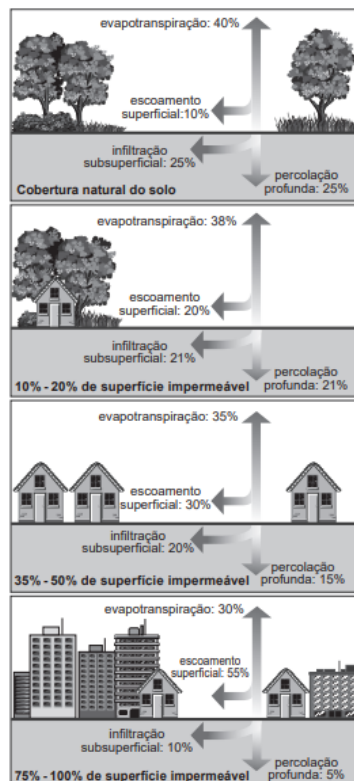 evapotranspiração: 40%
escoamento
superficial:10%
infiltração
subsuperficial: 25%
percolação
profunda: 25%
Cobertura natural do solo
evapotranspiração: 38%
escoamento
superficial: 20%
infiltração
subsuperficial: 21%
percolação
profunda: 21%
10% - 20% de superfície impermeável
evapotranspiração: 35%
escoamento
superficial: 30%
infiltração
subsuperficial: 20%
percolação
profunda: 15%
35% - 50% de superfície impermeável
evapotranspiração: 30%
escoamento
superficial: 55%
infiltração
subsuperficial: 10%
percolação
profunda: 5%
75% - 100% de superfície impermeável